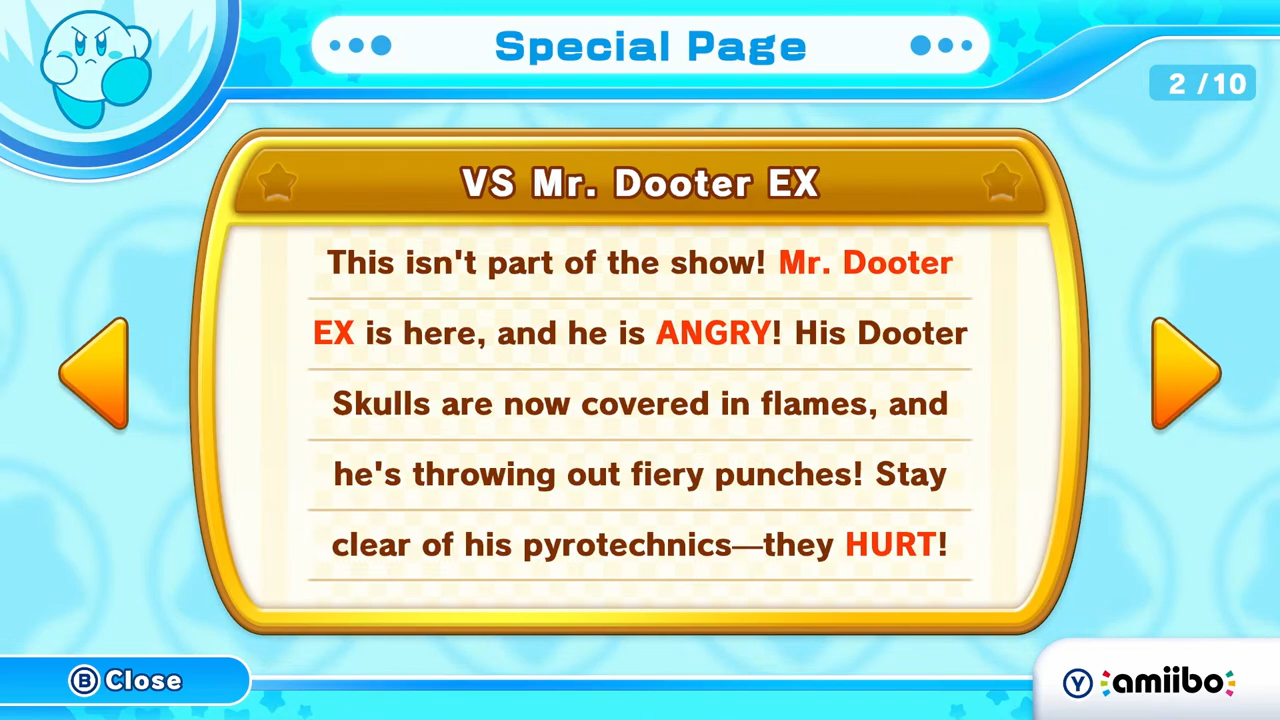 Special Page
2 / 10
VS Mr. Dooter EX
This isn't part of the show! Mr. Dooter
EX is here, and he is ANGRY! His Dooter
Skulls are now covered in flames, and
he's throwing out fiery punches! Stay
clear of his pyrotechnics—they HURT!
B Close
Y amiibo